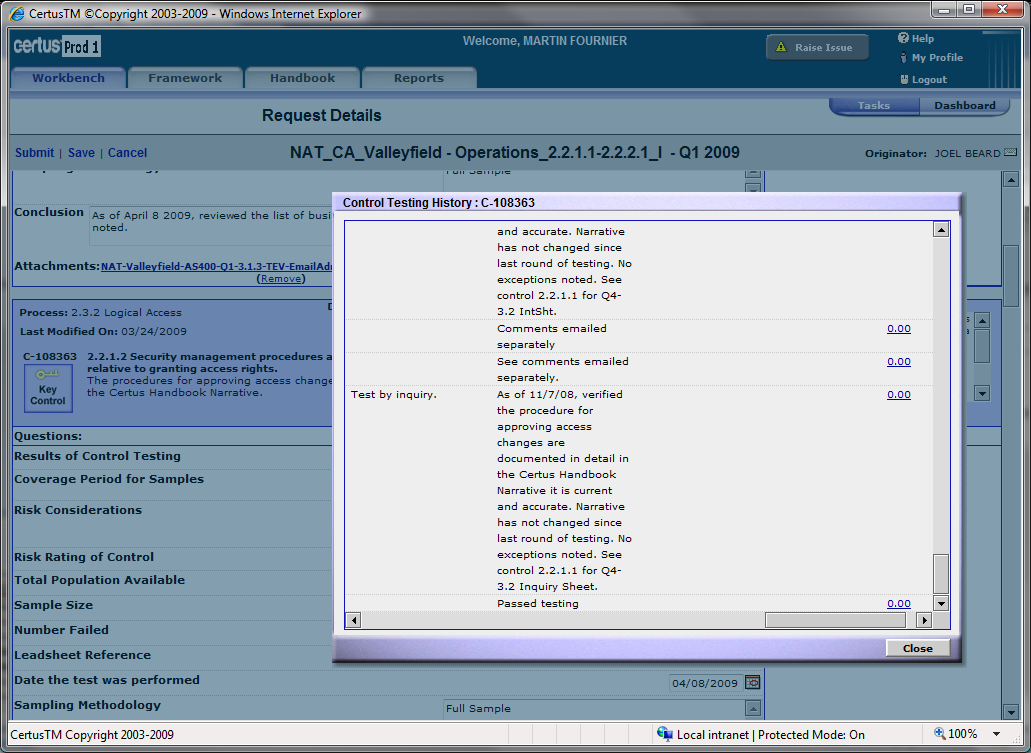 CertusTM ©Copyright 2003-2009 - Windows Internet Explorer
certus Prod 1
Welcome, MARTIN FOURNIER
Raise Issue
Help
My Profile
Logout
Workbench Framework Handbook Reports
Tasks Dashboard
Request Details
Submit | Save | Cancel
NAT_CA_Valleyfield - Operations_2.2.1.1-2.2.2.1_I - Q1 2009
Originator: JOEL BEARD
Full Sample
Conclusion
As of April 8 2009, reviewed the list of busi
noted.
Attachments: NAT-Valleyfield-AS400-Q1-3.1.3-TEV-EmailAdr
(Remove)
Process: 2.3.2 Logical Access
Last Modified On: 03/24/2009
C-108363 2.2.1.2 Security management procedures a
relative to granting access rights.
The procedures for approving access change
the Certus Handbook Narrative.
Key
Control
Questions:
Results of Control Testing
Coverage Period for Samples
Risk Considerations
Risk Rating of Control
Total Population Available
Sample Size
Number Failed
Leadsheet Reference
Date the test was performed
04/08/2009
Sampling Methodology
Full Sample
Control Testing History : C-108363
and accurate. Narrative
has not changed since
last round of testing. No
exceptions noted. See
control 2.2.1.1 for Q4-
3.2 IntSht.
Comments emailed 0.00
separately
See comments emailed 0.00
separately.
Test by inquiry. As of 11/7/08, verified 0.00
the procedure for
approving access
changes are
documented in detail in
the Certus Handbook
Narrative it is current
and accurate. Narrative
has not changed since
last round of testing. No
exceptions noted. See
control 2.2.1.1 for Q4-
3.2 Inquiry Sheet.
Passed testing 0.00
Close
CertusTM Copyright 2003-2009
Local intranet | Protected Mode: On
100%